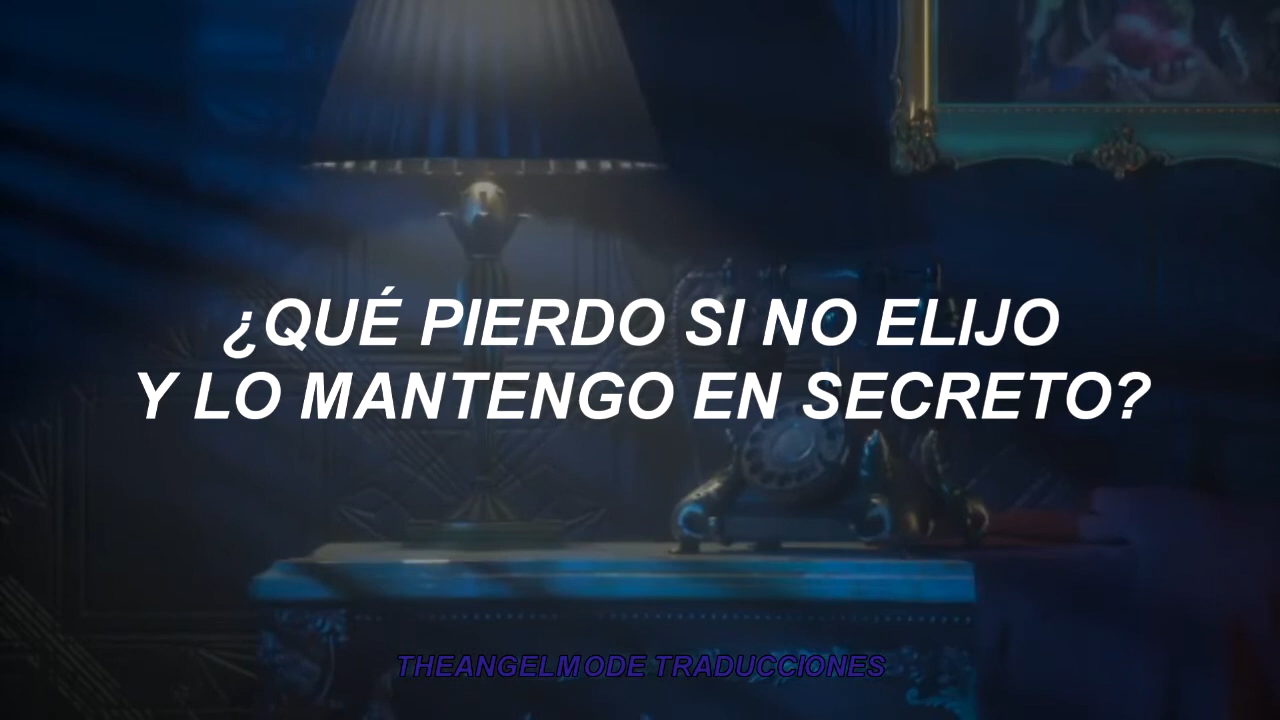 ¿QUÉ PIERDO SI NO ELIJO
Y LO MANTENGO EN SECRETO?
THEANGELMODE TRADUCCIONES